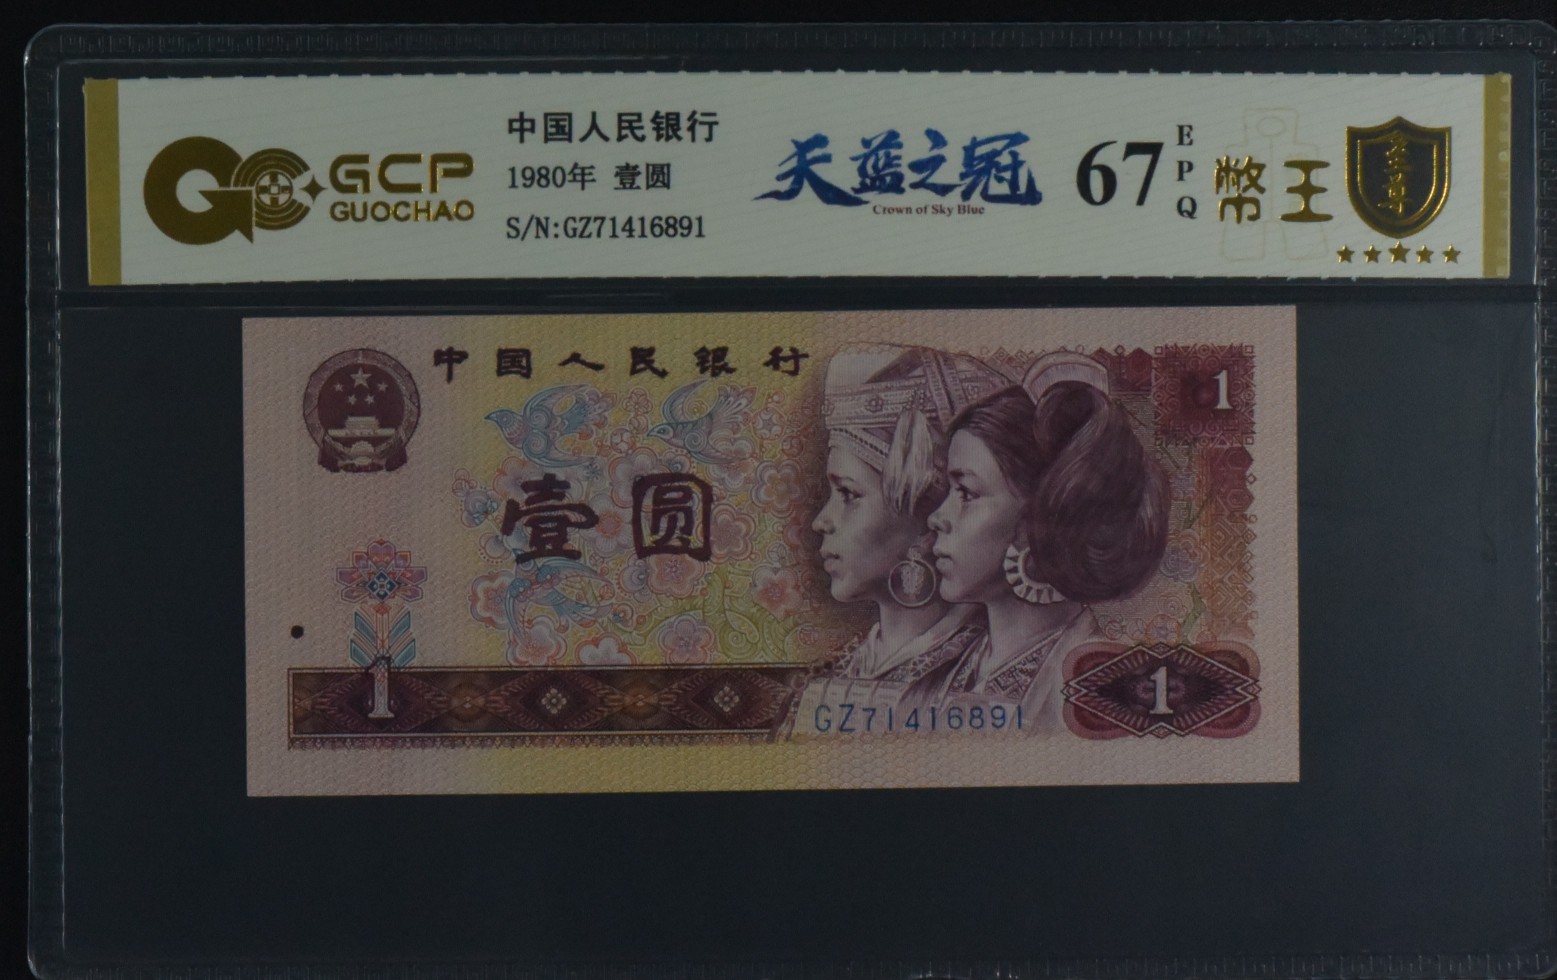 GCP
GUOCHAO
中国人民银行
1980年 壹圆
S/N:GZ71416891
天蓝之冠
Crown of Sky Blue
67
EPQ
幣王
至尊
中国人民银行
1
壹圆
1
GZ71416891
1